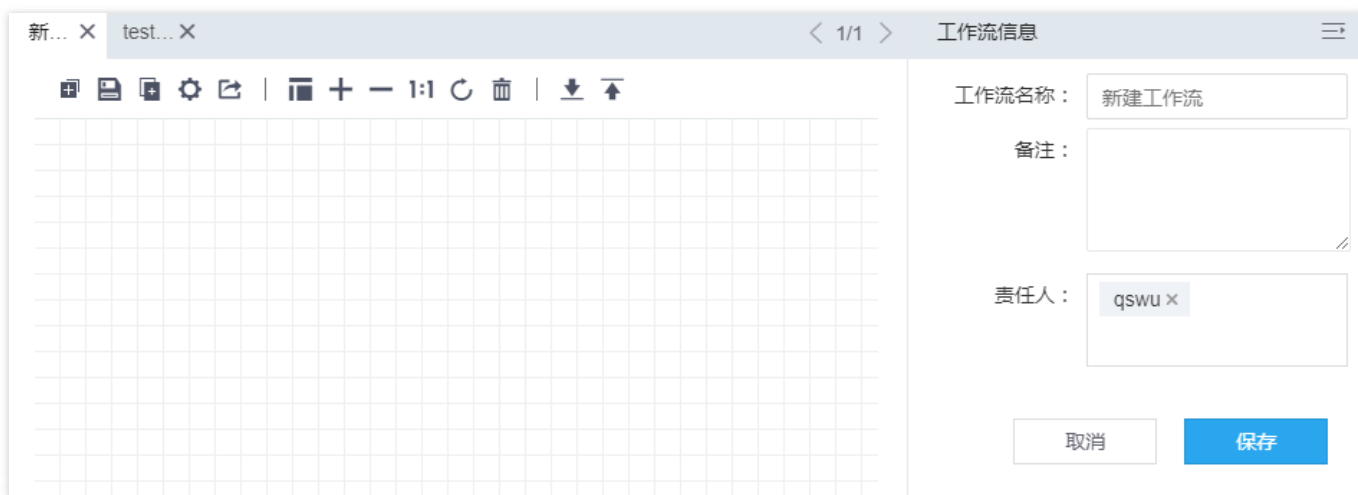 新... × test... × < 1/1 > 工作流信息
1:1
工作流名称： 新建工作流
备注：
责任人： qswu ×
取消 保存